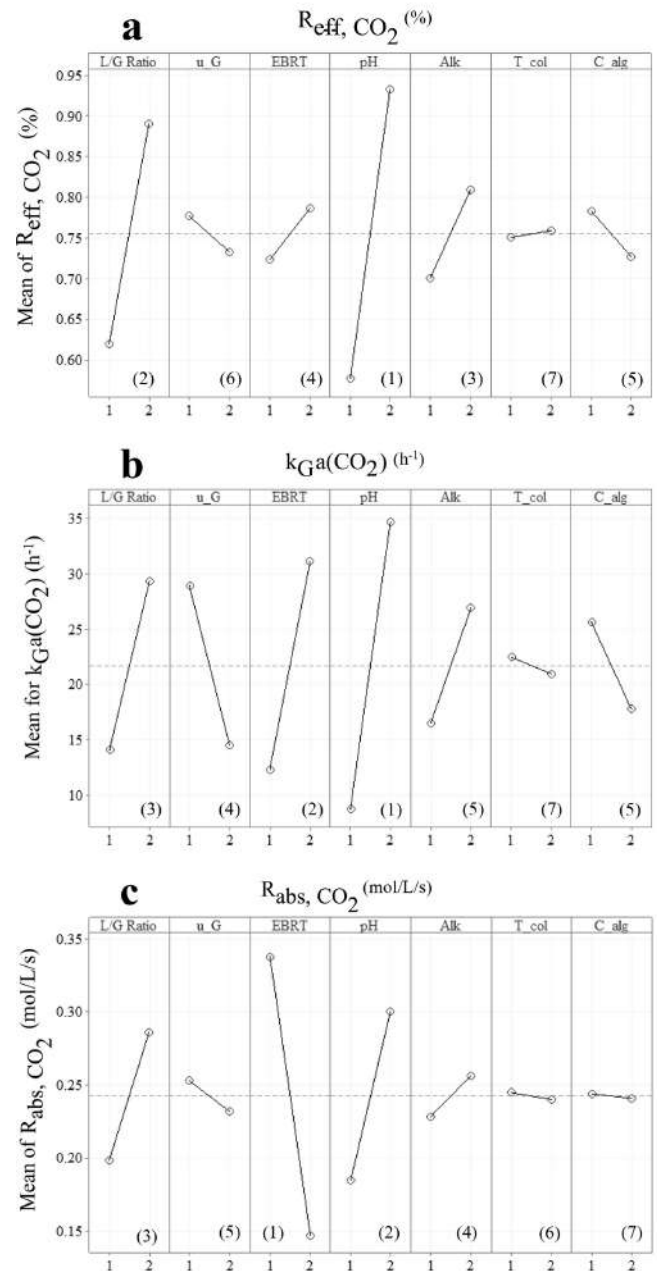 a
R_eff, CO₂ (%)
L/G Ratio u_G EBRT pH Alk T_col C_alg
Mean of R_eff, CO₂ (%)
0.95
0.90
0.85
0.80
0.75
0.70
0.65
0.60
(2) (6) (4) (1) (3) (7) (5)
1 2 1 2 1 2 1 2 1 2 1 2 1 2
b
k_Ga(CO₂) (h⁻¹)
L/G Ratio u_G EBRT pH Alk T_col C_alg
Mean for k_Ga(CO₂) (h⁻¹)
35
30
25
20
15
10
(3) (4) (2) (1) (5) (7) (5)
1 2 1 2 1 2 1 2 1 2 1 2 1 2
c
R_abs, CO₂ (mol/L/s)
L/G Ratio u_G EBRT pH Alk T_col C_alg
Mean of R_abs, CO₂ (mol/L/s)
0.35
0.30
0.25
0.20
0.15
(3) (5) (1) (2) (4) (6) (7)
1 2 1 2 1 2 1 2 1 2 1 2 1 2